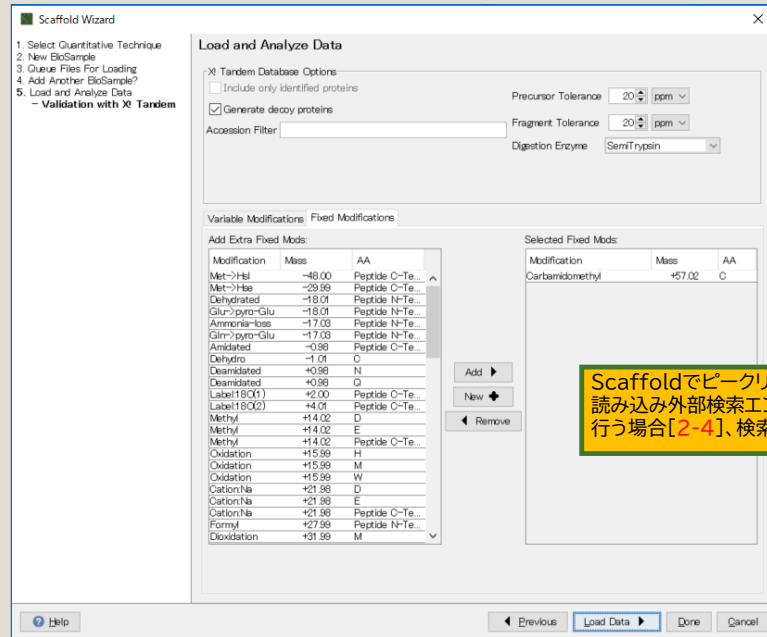 Scaffold Wizard
1. Select Quantitative Technique
2. New BioSample
3. Queue Files For Loading
4. Add Another BioSample?
5. Load and Analyze Data
– Validation with X! Tandem
Load and Analyze Data
X! Tandem Database Options
Include only identified proteins
Generate decoy proteins
Accession Filter
Precursor Tolerance 20 ppm
Fragment Tolerance 20 ppm
Digestion Enzyme SemiTrypsin
Variable Modifications Fixed Modifications
Add Extra Fixed Mods:
Modification Mass AA
Met->Hsl -48.00 Peptide C-Te...
Met->Hse -29.99 Peptide C-Te...
Dehydrated -18.01 Peptide N-Te...
Glu->pyro-Glu -18.01 Peptide N-Te...
Ammonia-loss -17.03 Peptide N-Te...
Gln->pyro-Glu -17.03 Peptide N-Te...
Amidated -0.98 Peptide C-Te...
Dehydro -1.01 C
Deamidated +0.98 N
Deamidated +0.98 Q
Label:18O(1) +2.00 Peptide C-Te...
Label:18O(2) +4.01 Peptide C-Te...
Methyl +14.02 D
Methyl +14.02 E
Methyl +14.02 Peptide C-Te...
Oxidation +15.99 H
Oxidation +15.99 M
Oxidation +15.99 W
Cation:Na +21.98 D
Cation:Na +21.98 E
Cation:Na +21.98 Peptide C-Te...
Formyl +27.99 Peptide N-Te...
Dioxidation +31.99 M
Add
New
Remove
Selected Fixed Mods:
Modification Mass AA
Carbamidomethyl +57.02 C
Scaffoldでピークリ
読み込み外部検索エン
行う場合[2-4]、検索
Help
Previous Load Data Done Cancel